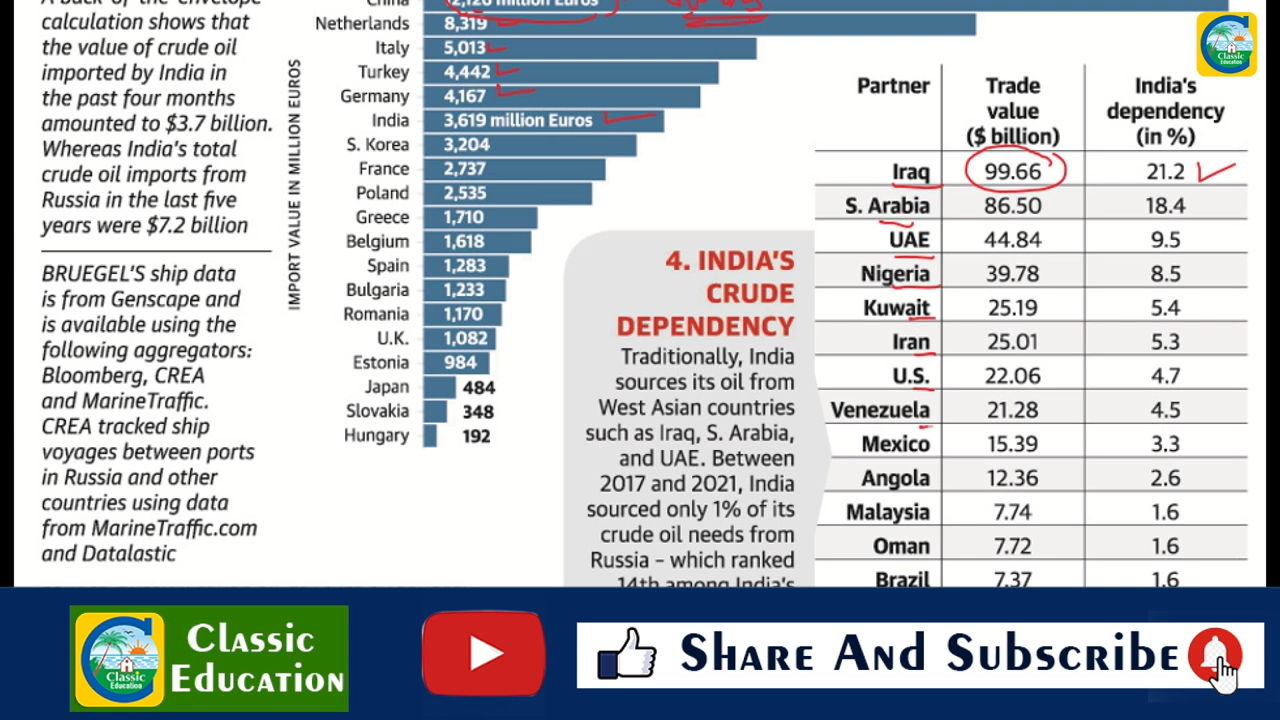 A back of the envelope
calculation shows that
the value of crude oil
imported by India in
the past four months
amounted to $3.7 billion.
Whereas India's total
crude oil imports from
Russia in the last five
years were $7.2 billion
BRUEGEL'S ship data
is from Genscape and
is available using the
following aggregators:
Bloomberg, CREA
and MarineTraffic.
CREA tracked ship
voyages between ports
in Russia and other
countries using data
from MarineTraffic.com
and Datalastic
IMPORT VALUE IN MILLION EUROS
China million Euros
Netherlands 8,319
Italy 5,013
Turkey 4,442
Germany 4,167
India 3,619 million Euros
S. Korea 3,204
France 2,737
Poland 2,535
Greece 1,710
Belgium 1,618
Spain 1,283
Bulgaria 1,233
Romania 1,170
U.K. 1,082
Estonia 984
Japan 484
Slovakia 348
Hungary 192
4. INDIA'S
CRUDE
DEPENDENCY
Traditionally, India
sources its oil from
West Asian countries
such as Iraq, S. Arabia,
and UAE. Between
2017 and 2021, India
sourced only 1% of its
crude oil needs from
Russia – which ranked
14th among India's
Classic
Education
Partner Trade value ($ billion) India's dependency (in %)
Iraq 99.66 21.2
S. Arabia 86.50 18.4
UAE 44.84 9.5
Nigeria 39.78 8.5
Kuwait 25.19 5.4
Iran 25.01 5.3
U.S. 22.06 4.7
Venezuela 21.28 4.5
Mexico 15.39 3.3
Angola 12.36 2.6
Malaysia 7.74 1.6
Oman 7.72 1.6
Brazil 7.37 1.6
Classic
Education
Classic
Education
Share And Subscribe